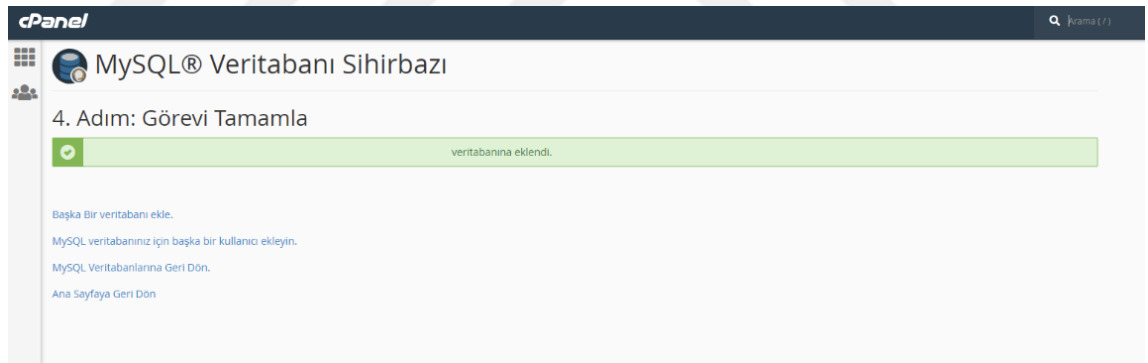 cPanel
Arama ( / )
MySQL® Veritabanı Sihirbazı
4. Adım: Görevi Tamamla
veritabanına eklendi.
Başka Bir veritabanı ekle.
MySQL veritabanınız için başka bir kullanıcı ekleyin.
MySQL Veritabanlarına Geri Dön.
Ana Sayfaya Geri Dön